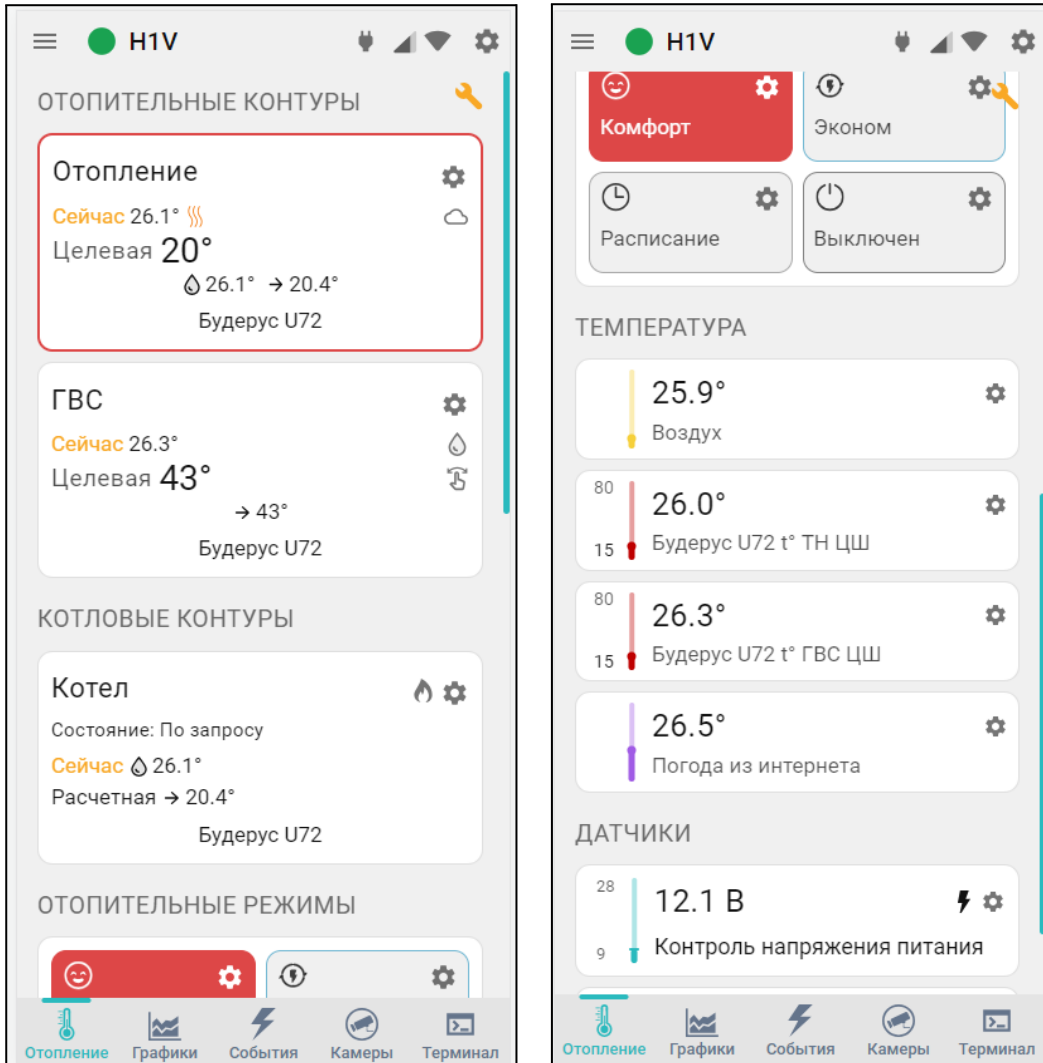 H1V
ОТОПИТЕЛЬНЫЕ КОНТУРЫ
Отопление
Сейчас 26.1°
Целевая 20°
26.1° → 20.4°
Будерус U72
ГВС
Сейчас 26.3°
Целевая 43°
→ 43°
Будерус U72
КОТЛОВЫЕ КОНТУРЫ
Котел
Состояние: По запросу
Сейчас 26.1°
Расчетная → 20.4°
Будерус U72
ОТОПИТЕЛЬНЫЕ РЕЖИМЫ
Отопление Графики События Камеры Терминал
H1V
Комфорт Эконом
Расписание Выключен
ТЕМПЕРАТУРА
25.9°
Воздух
80
26.0°
15 Будерус U72 t° ТН ЦШ
80
26.3°
15 Будерус U72 t° ГВС ЦШ
26.5°
Погода из интернета
ДАТЧИКИ
28
12.1 В
9 Контроль напряжения питания
Отопление Графики События Камеры Терминал